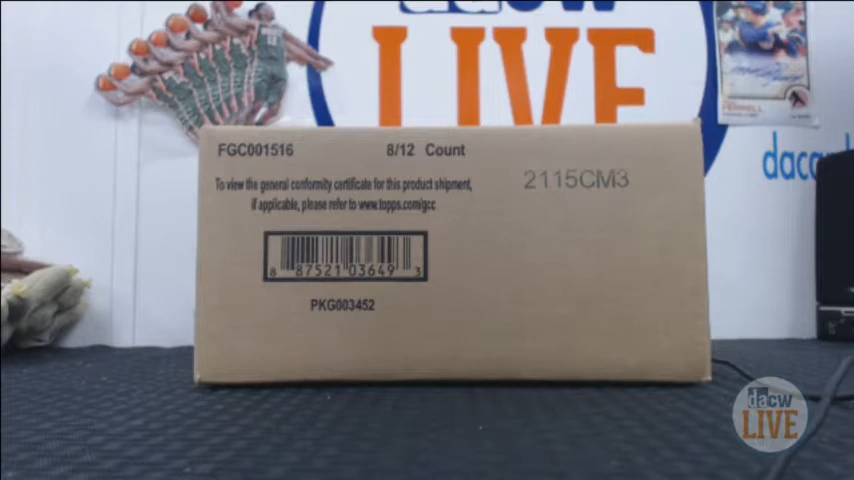 dacw
LIVE
FGC001516
8/12 Count
2115CM3
To view the general conformity certificate for this product shipment,
if applicable, please refer to www.topps.com/gcc
8 87521 03649 3
PKG003452
dacw
LIVE